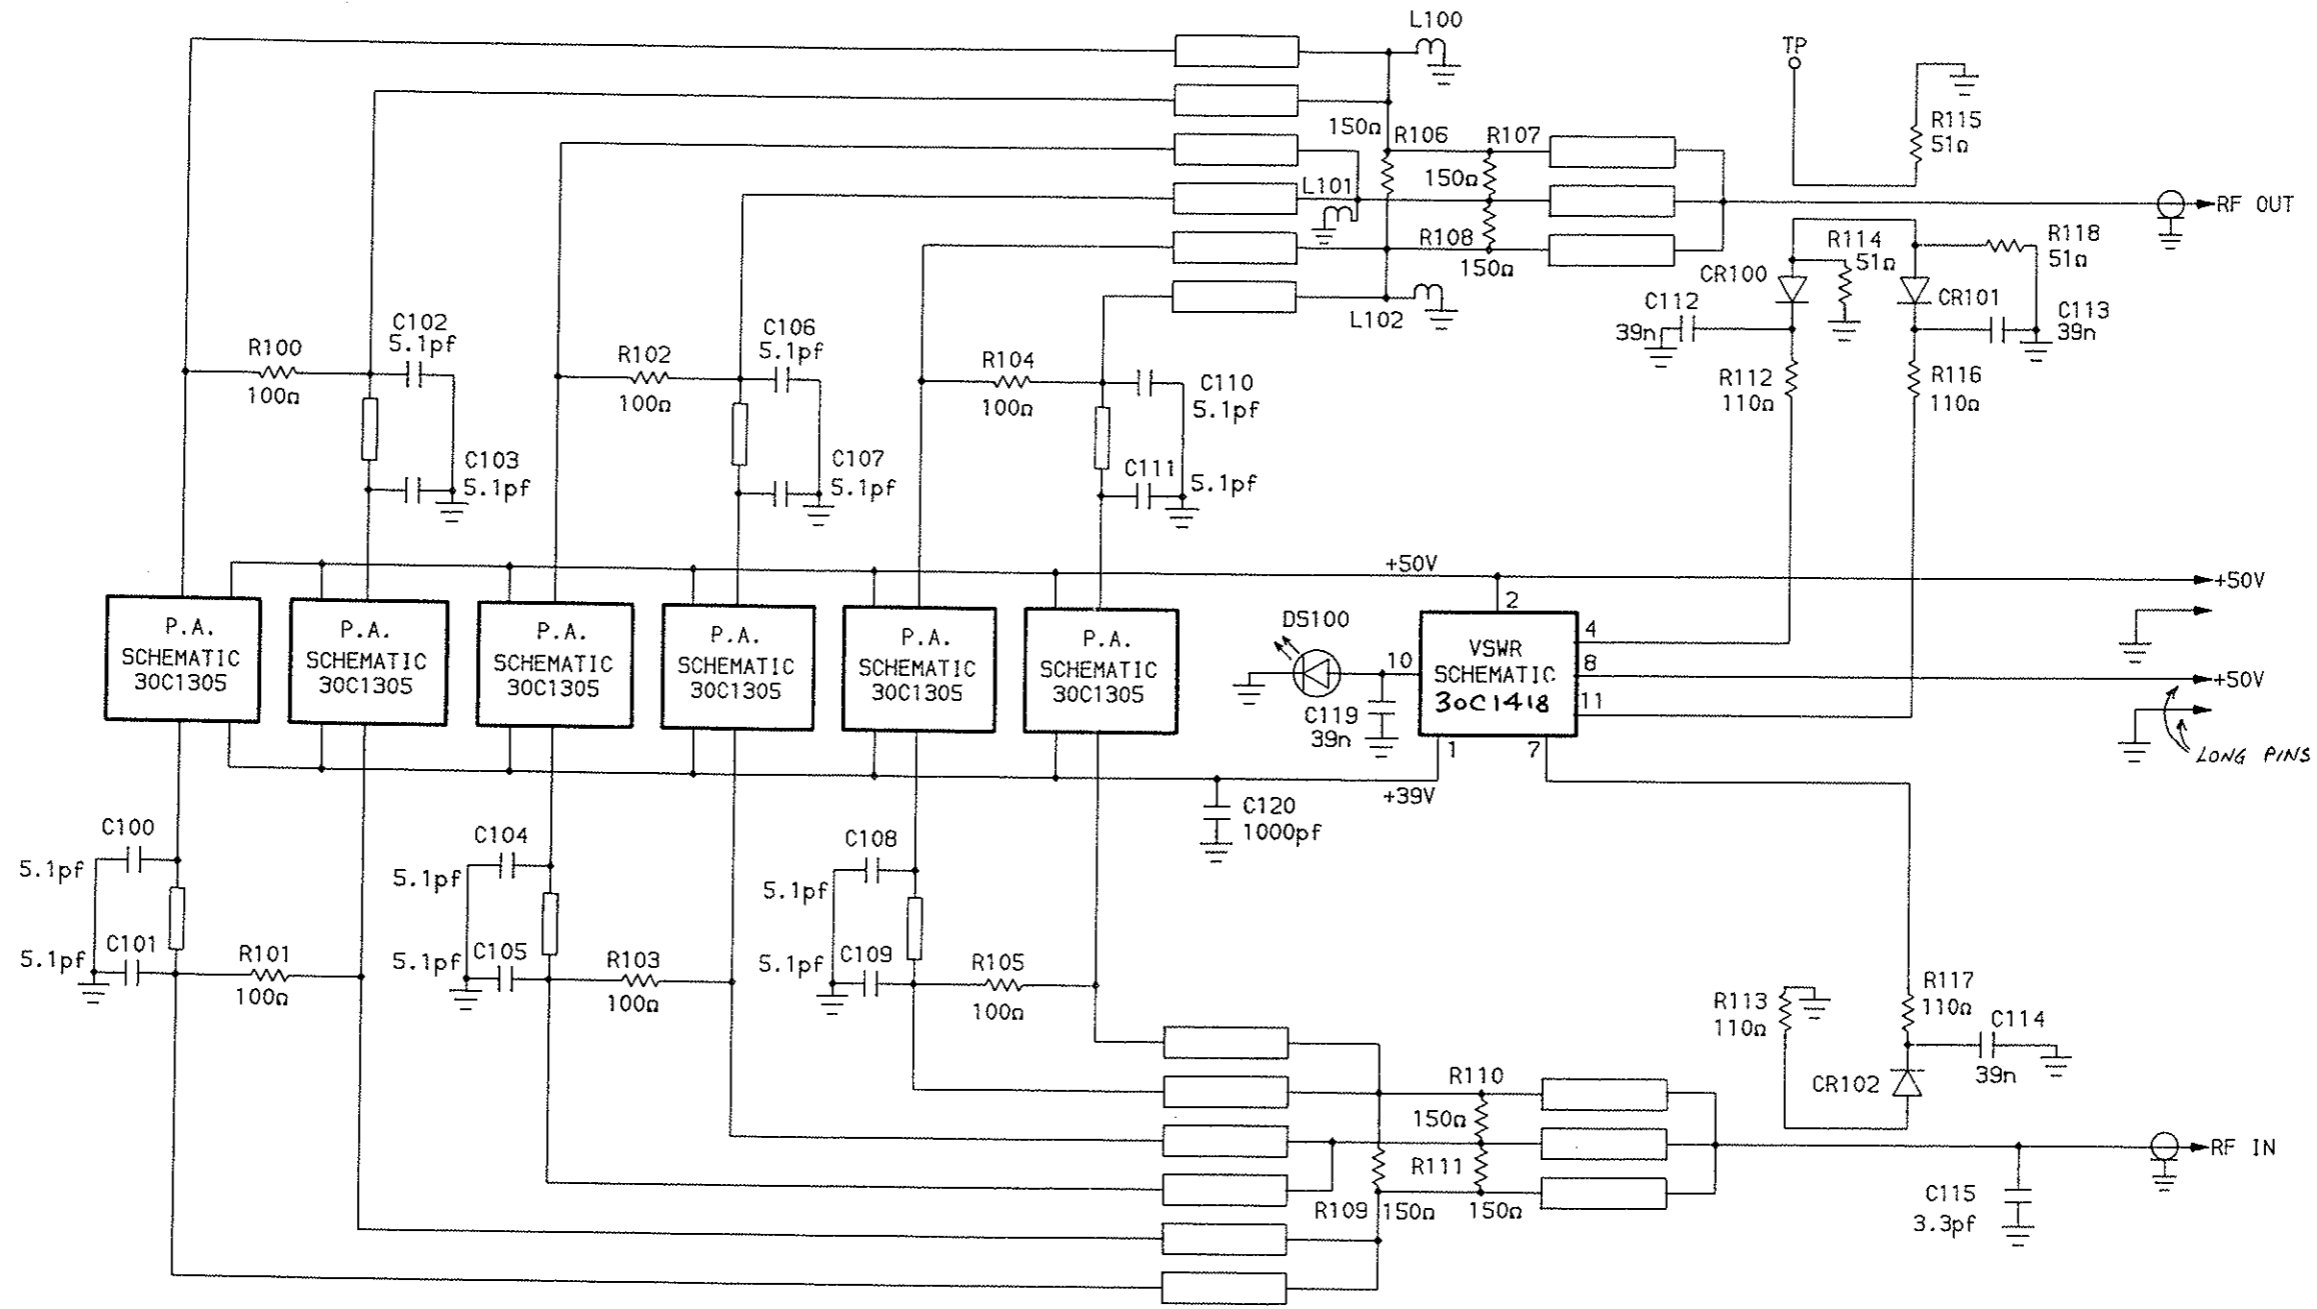 L100
TP
R115
51Ω
150Ω
R106
R107
150Ω
L101
RF OUT
R108
150Ω
R114
51Ω
R118
51Ω
CR100
CR101
C112
39n
C113
39n
L102
C102
5.1pf
R100
100Ω
C106
5.1pf
R102
100Ω
R104
100Ω
C110
5.1pf
R112
110Ω
R116
110Ω
C103
5.1pf
C107
5.1pf
C111
5.1pf
+50V
+50V
2
P.A.
SCHEMATIC
30C1305
P.A.
SCHEMATIC
30C1305
P.A.
SCHEMATIC
30C1305
P.A.
SCHEMATIC
30C1305
P.A.
SCHEMATIC
30C1305
P.A.
SCHEMATIC
30C1305
DS100
10
VSWR
SCHEMATIC
30C1418
4
8
11
+50V
C119
39n
1
7
LONG PINS
+39V
C120
1000pf
C100
5.1pf
C104
5.1pf
C108
5.1pf
C101
5.1pf
R101
100Ω
C105
5.1pf
R103
100Ω
C109
5.1pf
R105
100Ω
R113
110Ω
R117
110Ω
C114
39n
CR102
R110
150Ω
R111
150Ω
R109
150Ω
RF IN
C115
3.3pf